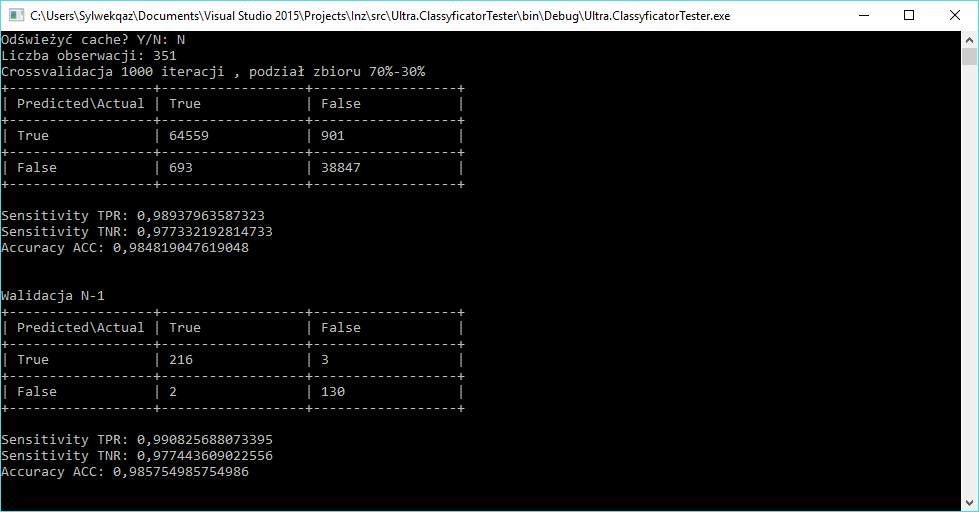 C:\Users\Sylwekqaz\Documents\Visual Studio 2015\Projects\Inz\src\Ultra.ClassyficatorTester\bin\Debug\Ultra.ClassyficatorTester.exe
Odświeżyć cache? Y/N: N
Liczba obserwacji: 351
Crossvalidacja 1000 iteracji , podział zbioru 70%-30%
+------------------+------------------+------------------+
| Predicted\Actual | True             | False            |
+------------------+------------------+------------------+
| True             | 64559            | 901              |
+------------------+------------------+------------------+
| False            | 693              | 38847            |
+------------------+------------------+------------------+
Sensitivity TPR: 0,98937963587323
Sensitivity TNR: 0,977332192814733
Accuracy ACC: 0,984819047619048
Walidacja N-1
+------------------+------------------+------------------+
| Predicted\Actual | True             | False            |
+------------------+------------------+------------------+
| True             | 216              | 3                |
+------------------+------------------+------------------+
| False            | 2                | 130              |
+------------------+------------------+------------------+
Sensitivity TPR: 0,990825688073395
Sensitivity TNR: 0,977443609022556
Accuracy ACC: 0,985754985754986